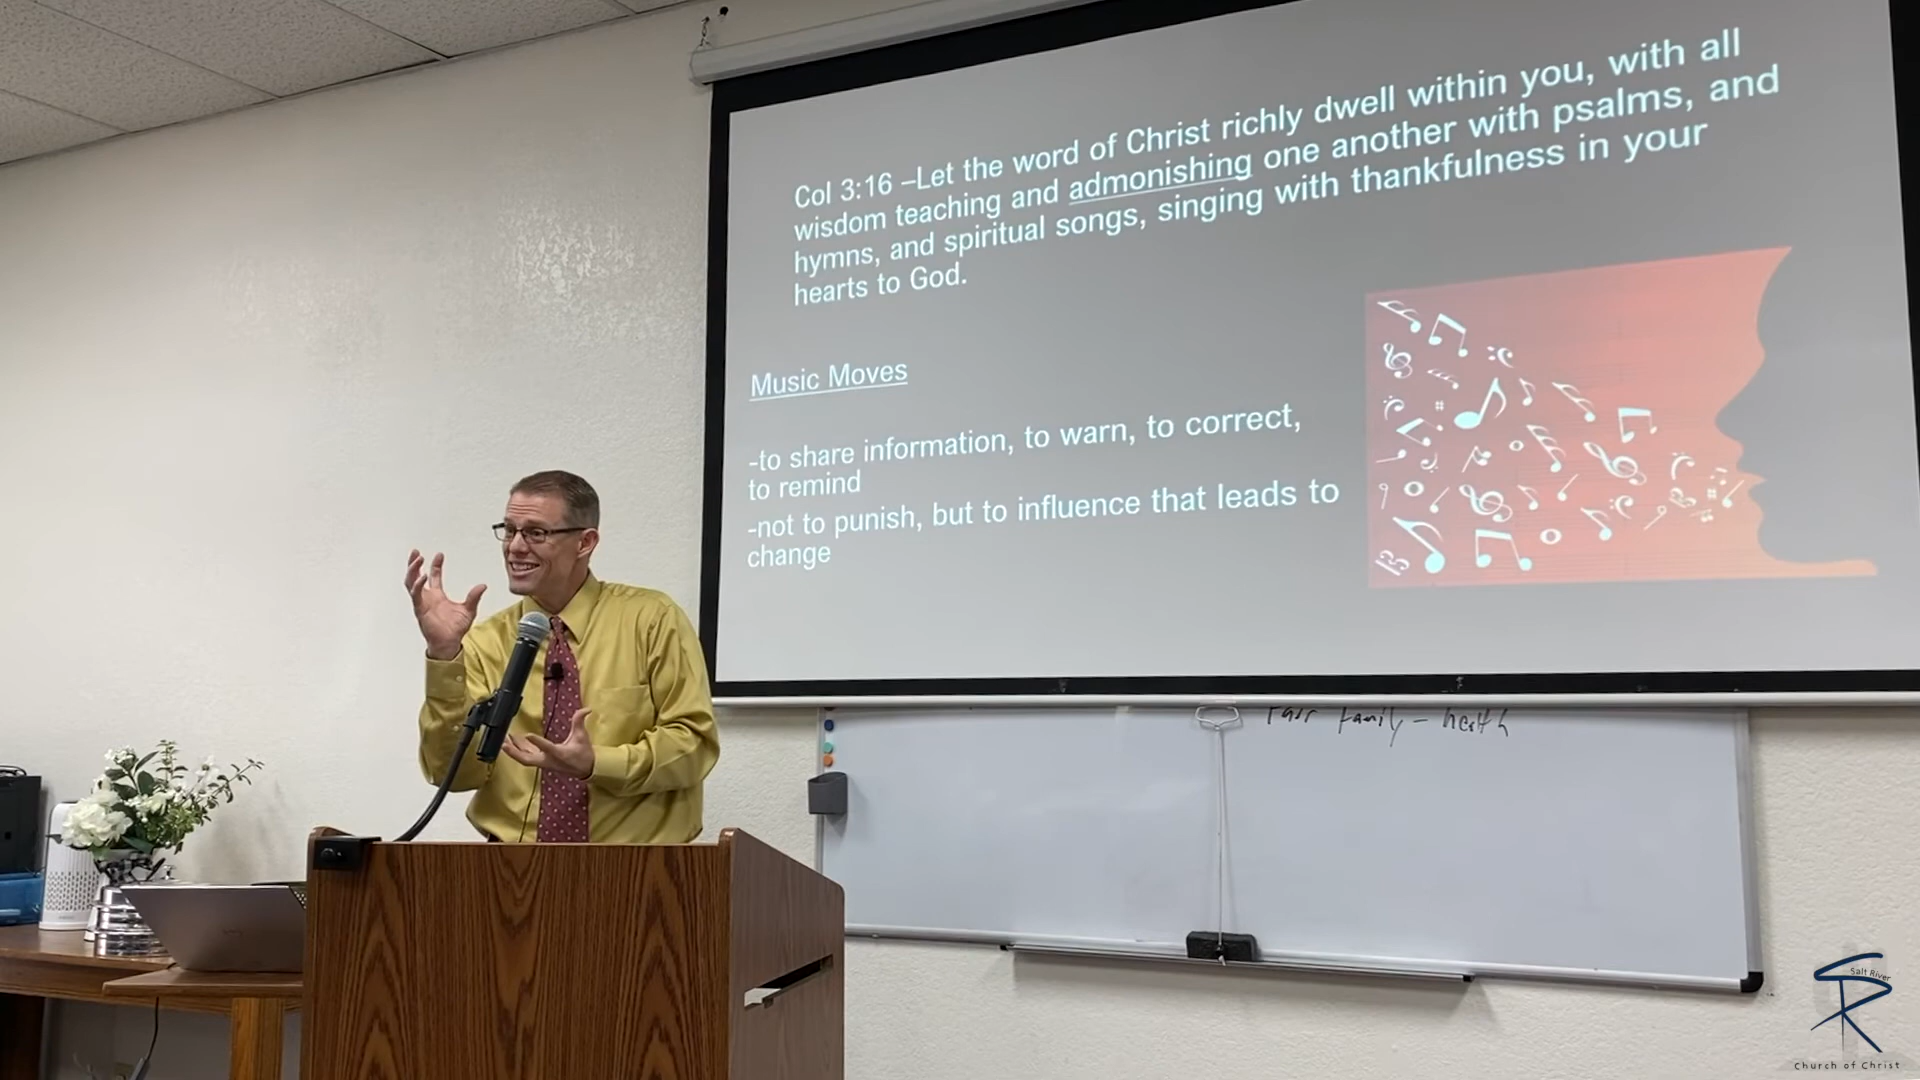 Col 3:16 –Let the word of Christ richly dwell within you, with all
wisdom teaching and admonishing one another with psalms, and
hymns, and spiritual songs, singing with thankfulness in your
hearts to God.
Music Moves
-to share information, to warn, to correct,
to remind
-not to punish, but to influence that leads to
change
family – health
Salt River
Church of Christ